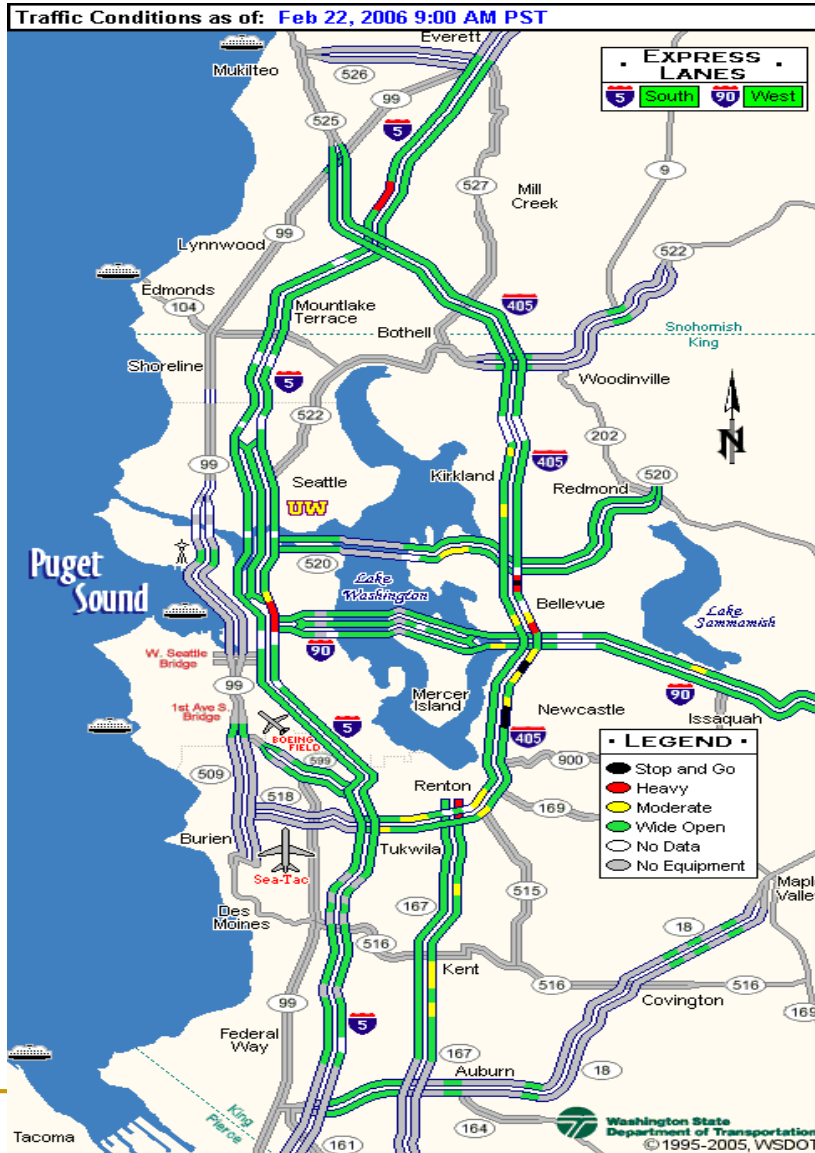 Traffic Conditions as of: Feb 22, 2006 9:00 AM PST
Everett
Mukilteo
526
99
EXPRESS
LANES
5 South 90 West
525
5
527
Mill
Creek
9
99
Lynnwood
522
Edmonds
104
Mountlake
Terrace
405
Bothell
Snohomish
King
Shoreline
5
Woodinville
522
202
N
99
405
Seattle
Kirkland
Redmond
520
UW
Puget
Sound
520
Lake
Washington
Bellevue
Lake
Sammamish
W. Seattle
Bridge
90
99
Mercer
Island
90
1st Ave S.
Bridge
5
Newcastle
Issaquah
BOEING
FIELD
405
599
900
LEGEND
Stop and Go
Heavy
Moderate
Wide Open
No Data
No Equipment
509
518
Renton
169
Burien
Tukwila
Sea-Tac
515
Maple
Valley
Des
Moines
167
516
18
Kent
516
516
Covington
169
99
5
Federal
Way
167
Auburn
18
King
Pierce
164
161
Tacoma
Washington State
Department of Transportation
©1995-2005, WSDOT